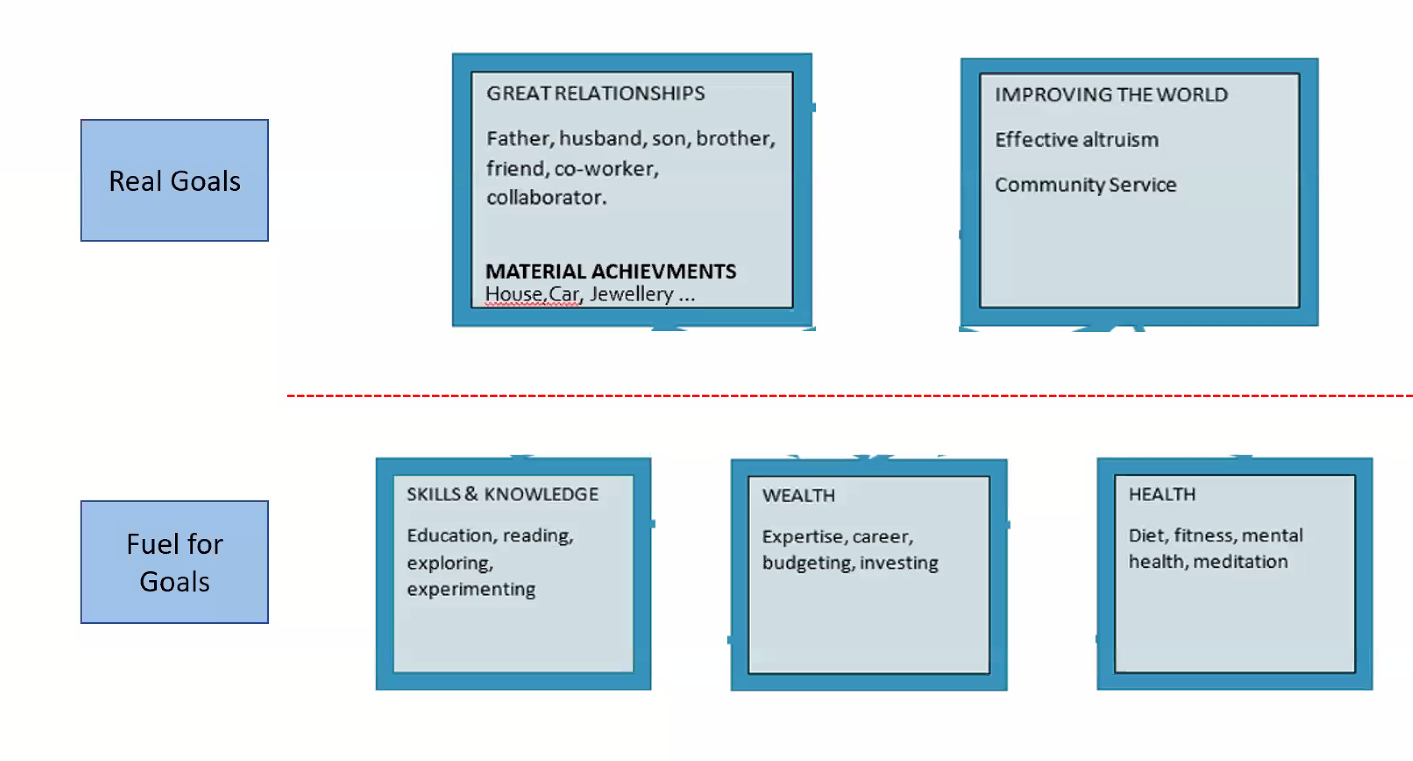 Real Goals
GREAT RELATIONSHIPS
Father, husband, son, brother,
friend, co-worker,
collaborator.
MATERIAL ACHIEVMENTS
House,Car, Jewellery ...
IMPROVING THE WORLD
Effective altruism
Community Service
Fuel for
Goals
SKILLS & KNOWLEDGE
Education, reading,
exploring,
experimenting
WEALTH
Expertise, career,
budgeting, investing
HEALTH
Diet, fitness, mental
health, meditation